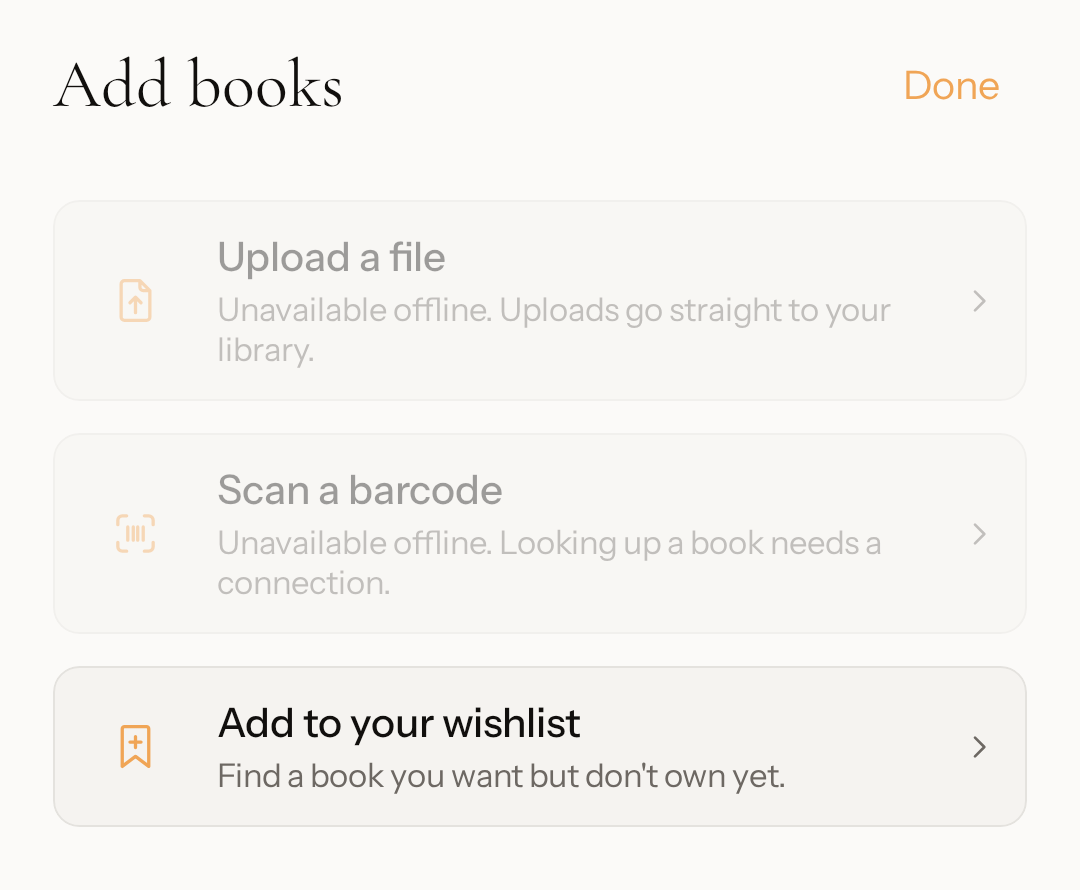 Add books
Done
Upload a file
Unavailable offline. Uploads go straight to your
library.
Scan a barcode
Unavailable offline. Looking up a book needs a
connection.
Add to your wishlist
Find a book you want but don't own yet.